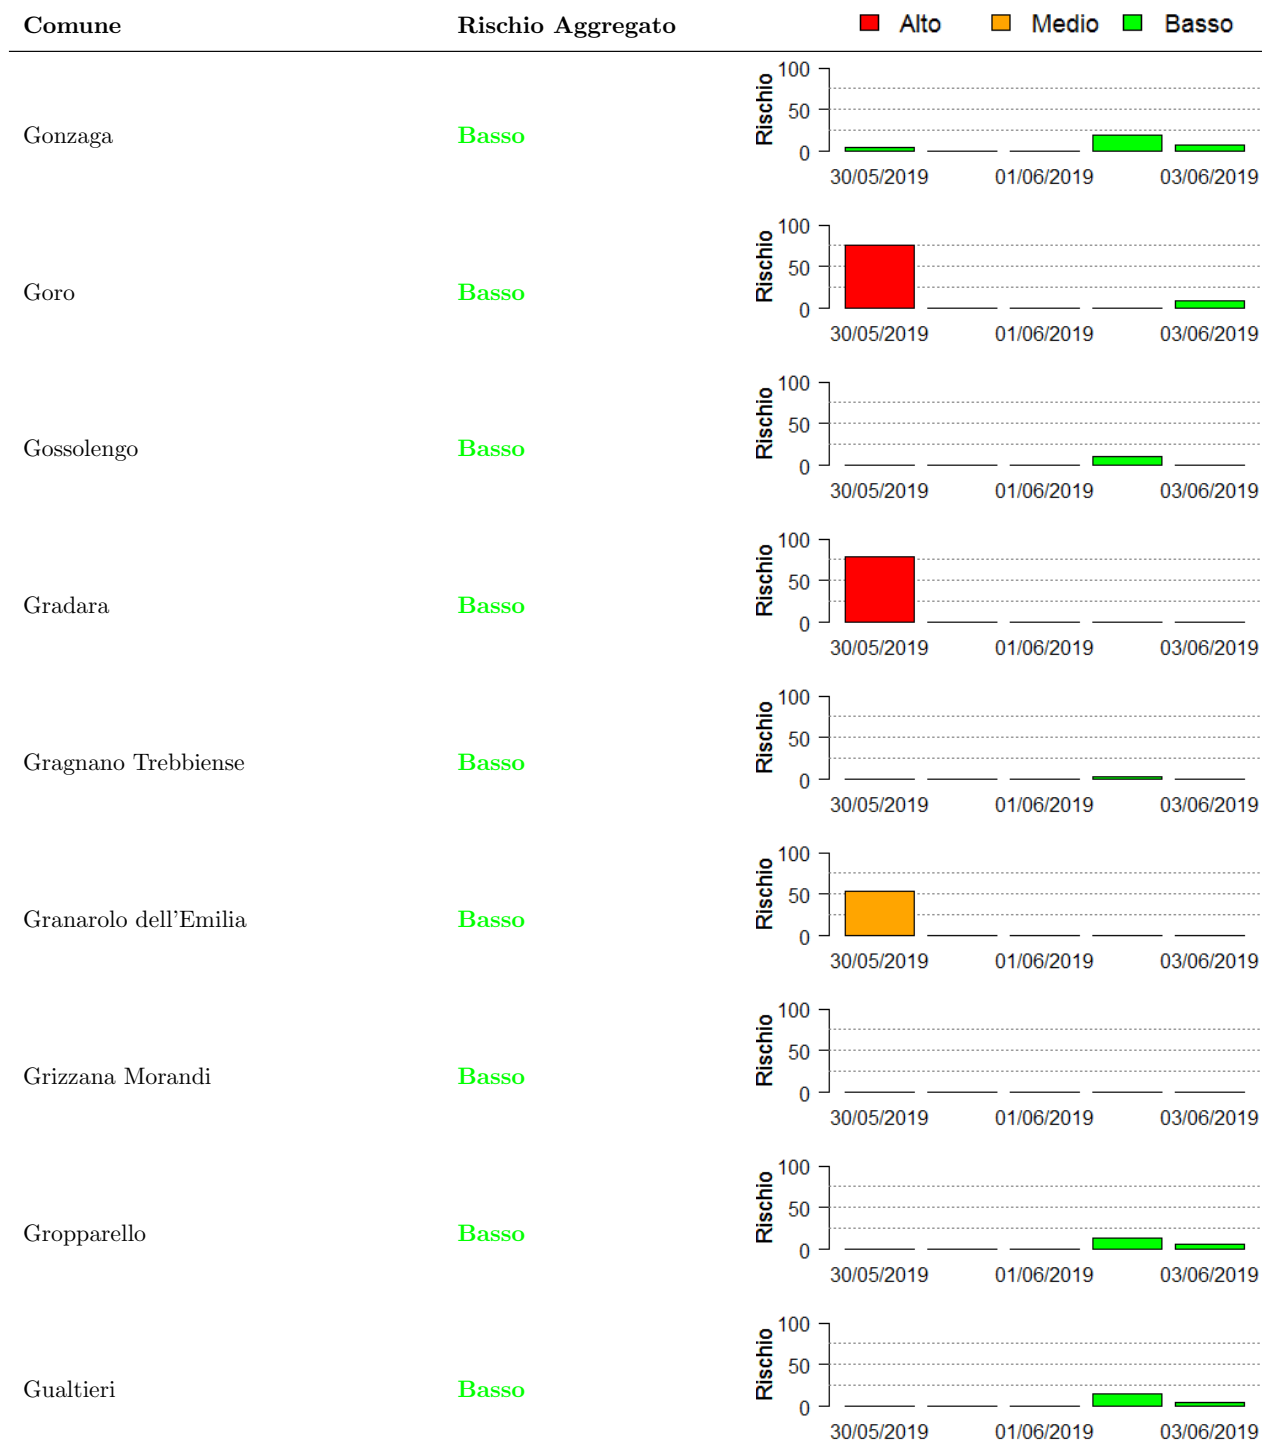 Comune Rischio Aggregato Alto Medio Basso
100
50
0
Rischio
Gonzaga Basso
30/05/2019 01/06/2019 03/06/2019
100
50
0
Rischio
Goro Basso
30/05/2019 01/06/2019 03/06/2019
100
50
0
Rischio
Gossolengo Basso
30/05/2019 01/06/2019 03/06/2019
100
50
0
Rischio
Gradara Basso
30/05/2019 01/06/2019 03/06/2019
100
50
0
Rischio
Gragnano Trebbiense Basso
30/05/2019 01/06/2019 03/06/2019
100
50
0
Rischio
Granarolo dell'Emilia Basso
30/05/2019 01/06/2019 03/06/2019
100
50
0
Rischio
Grizzana Morandi Basso
30/05/2019 01/06/2019 03/06/2019
100
50
0
Rischio
Gropparello Basso
30/05/2019 01/06/2019 03/06/2019
100
50
0
Rischio
Gualtieri Basso
30/05/2019 01/06/2019 03/06/2019